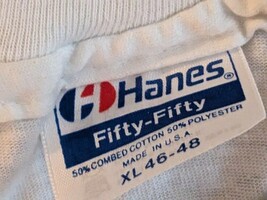 Hanes®
Fifty-Fifty
50% COMBED COTTON 50% POLYESTER
MADE IN U.S.A.
XL 46-48